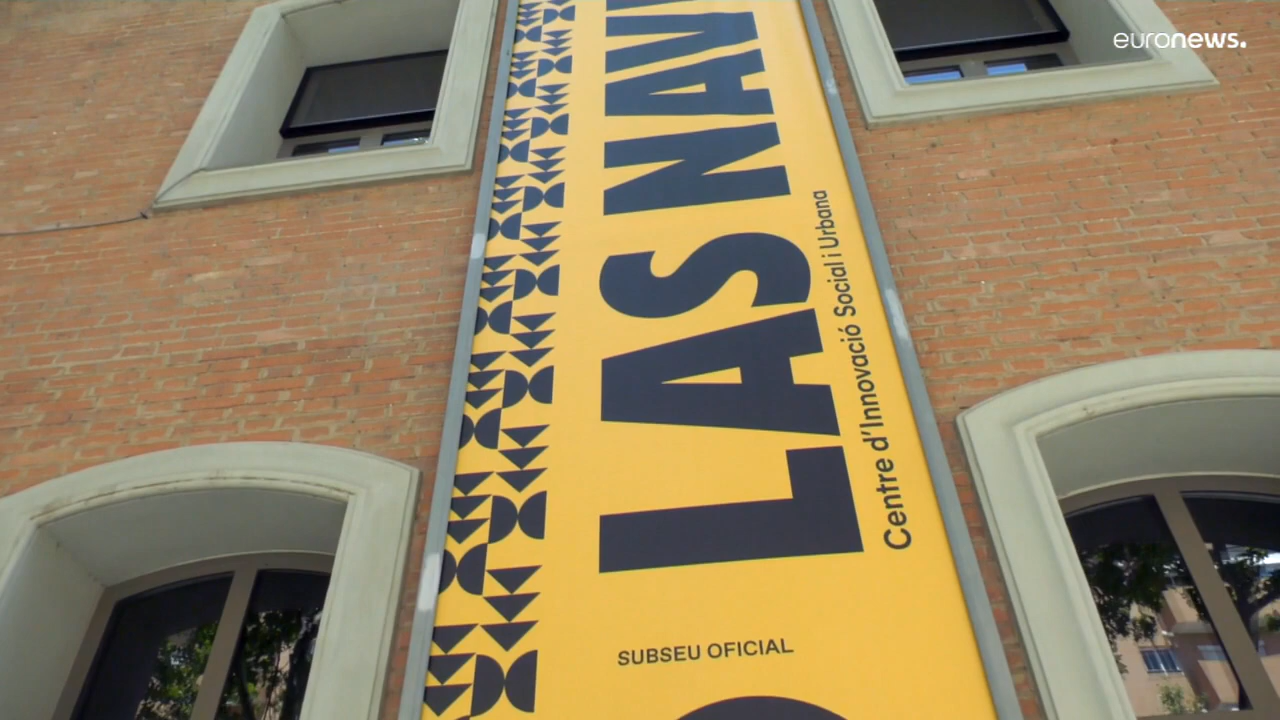 euronews.
LAS NAV
Centre d'Innovació Social i Urbana
SUBSEU OFICIAL